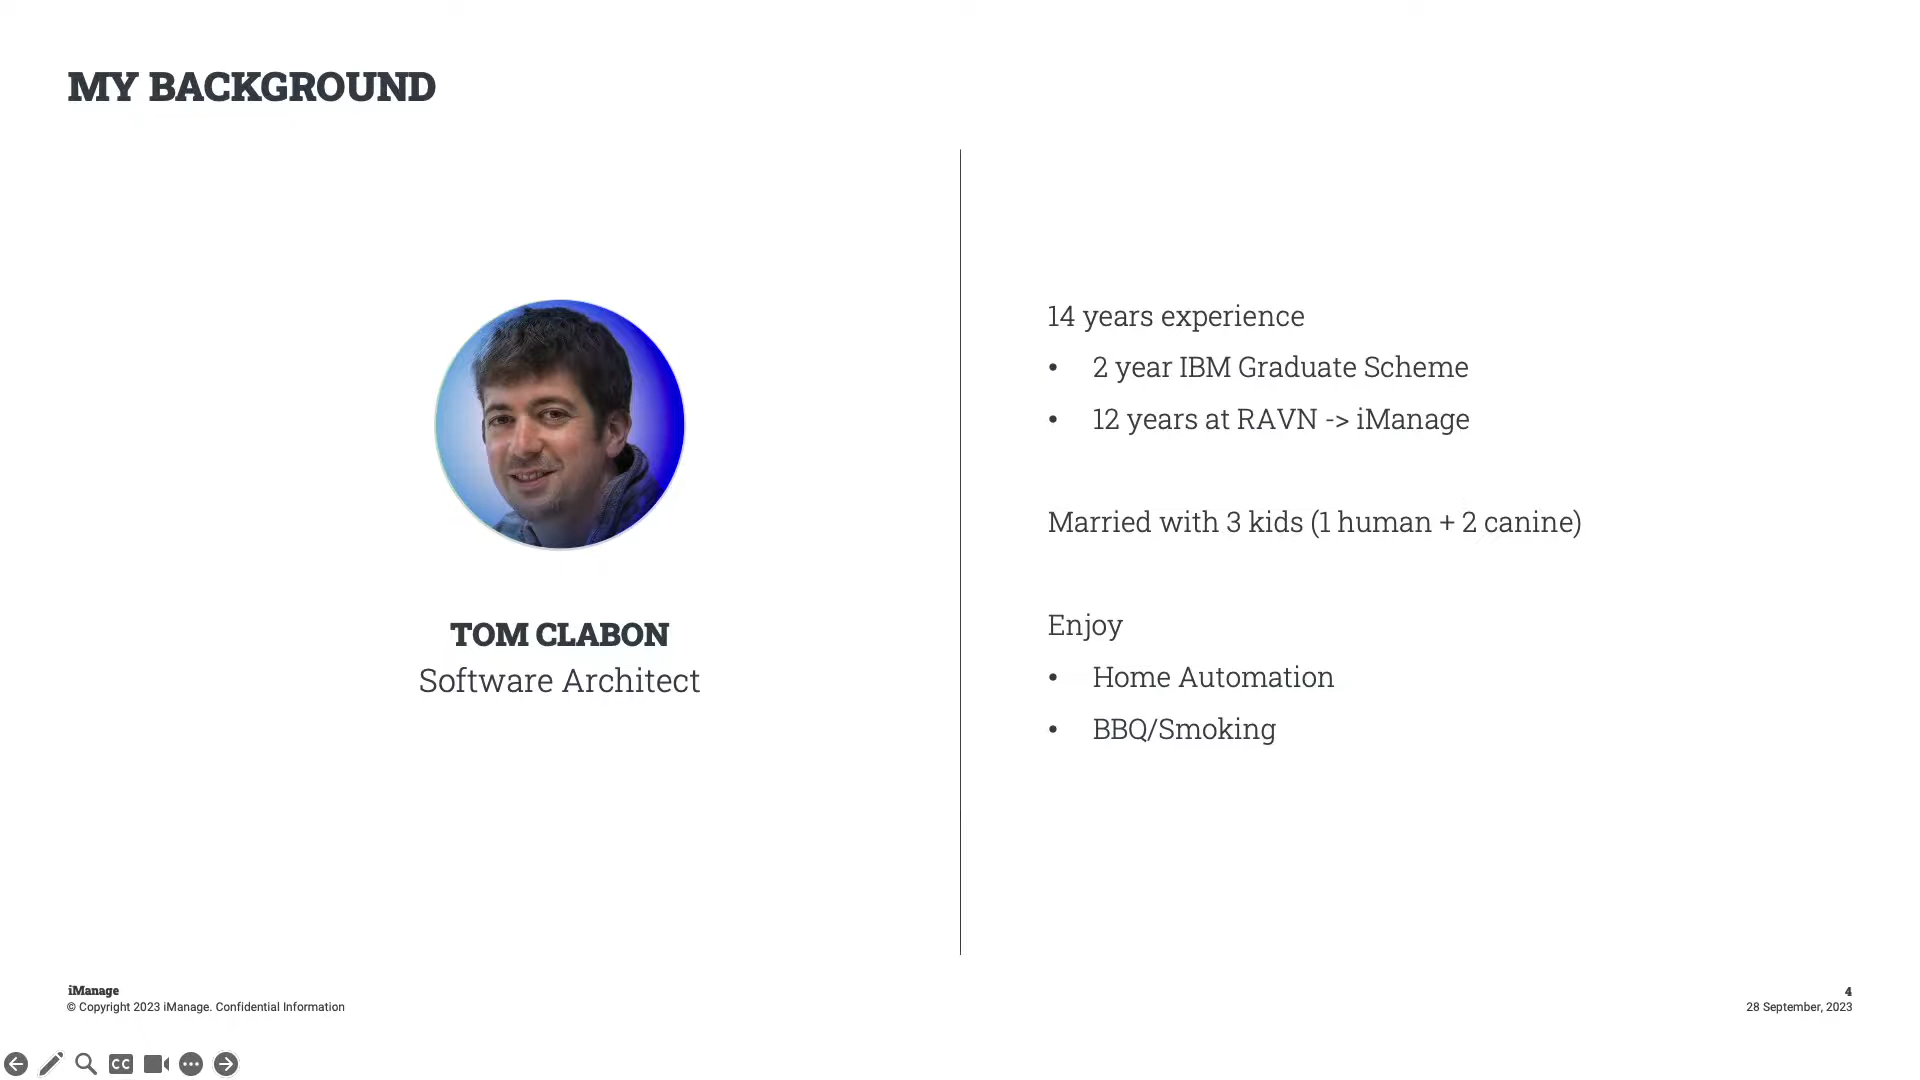 MY BACKGROUND
TOM CLABON
Software Architect
14 years experience
• 2 year IBM Graduate Scheme
• 12 years at RAVN -> iManage
Married with 3 kids (1 human + 2 canine)
Enjoy
• Home Automation
• BBQ/Smoking
iManage
© Copyright 2023 iManage. Confidential Information
4
28 September, 2023
CC